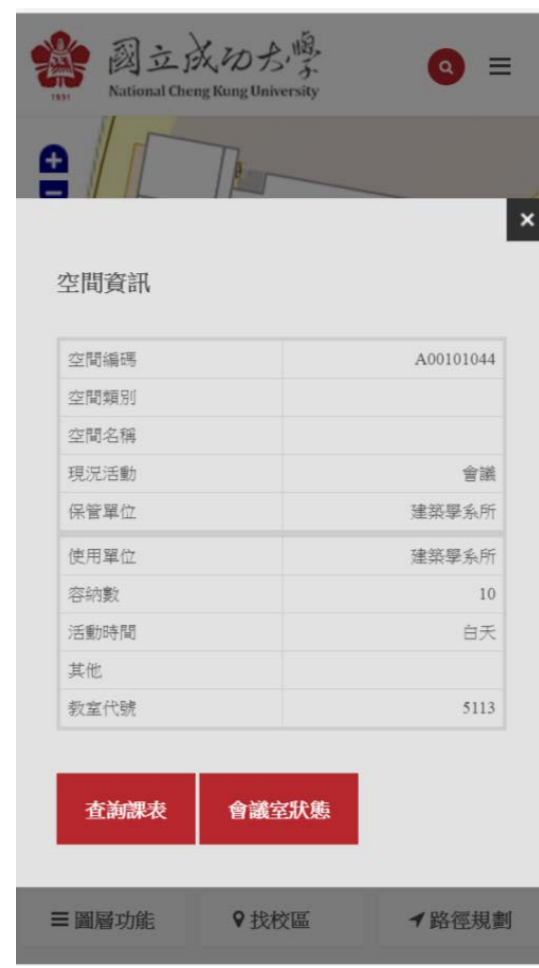 1931
國立成功大學
National Cheng Kung University
空間資訊
空間編碼 A00101044
空間類別
空間名稱
現況活動 會議
保管單位 建築學系所
使用單位 建築學系所
容納數 10
活動時間 白天
其他
教室代號 5113
查詢課表 會議室狀態
圖層功能 找校區 路徑規劃